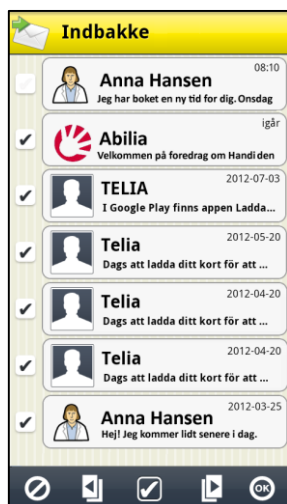 Indbakke
08:10
Anna Hansen
Jeg har boket en ny tid for dig. Onsdag
igår
Abilia
Velkommen på foredrag om Handi den
2012-07-03
TELIA
I Google Play finns appen Ladda...
2012-05-20
Telia
Dags att ladda ditt kort för att ...
2012-04-20
Telia
Dags att ladda ditt kort för att ...
2012-04-20
Telia
Dags att ladda ditt kort för att ...
2012-03-25
Anna Hansen
Hej! Jeg kommer lidt senere i dag.
OK